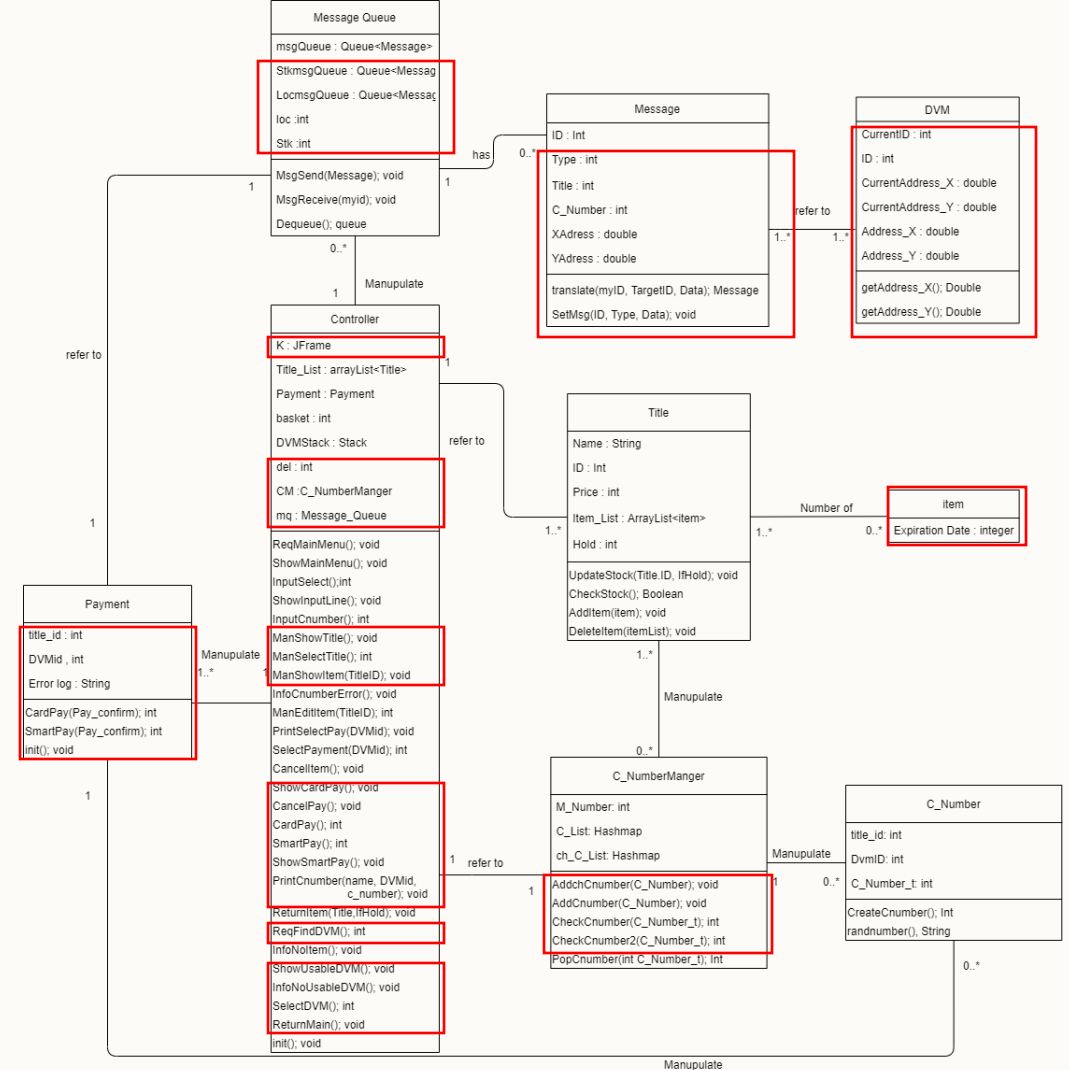 Message Queue
msgQueue : Queue<Message>
StkmsgQueue : Queue<Messag
LocmsgQueue : Queue<Messag
loc :int
Stk :int
MsgSend(Message); void
MsgReceive(myid); void
Dequeue(); queue
1
1
has
0..*
0..*
Manupulate
1
Message
ID : Int
Type : int
Title : int
C_Number : int
XAdress : double
YAdress : double
translate(myID, TargetID, Data); Message
SetMsg(ID, Type, Data); void
refer to
1..*
1..*
DVM
CurrentID : int
ID : int
CurrentAddress_X : double
CurrentAddress_Y : double
Address_X : double
Address_Y : double
getAddress_X(); Double
getAddress_Y(); Double
refer to
1
Controller
K : JFrame
Title_List : arrayList<Title>
Payment : Payment
basket : int
DVMStack : Stack
del : int
CM :C_NumberManger
mq : Message_Queue
ReqMainMenu(); void
ShowMainMenu(); void
InputSelect();int
ShowInputLine(); void
InputCnumber(); int
ManShowTitle(); void
ManSelectTitle(); int
ManShowItem(TitleID); void
InfoCnumberError(); void
ManEditItem(TitleID); int
PrintSelectPay(DVMid); void
SelectPayment(DVMid); int
CancelItem(); void
ShowCardPay(); void
CancelPay(); void
CardPay(); int
SmartPay(); int
ShowSmartPay(); void
PrintCnumber(name, DVMid,
c_number); void
ReturnItem(Title,IfHold); void
ReqFindDVM(); int
InfoNoItem(); void
ShowUsableDVM(); void
InfoNoUsableDVM(); void
SelectDVM(); int
ReturnMain(); void
init(); void
1
refer to
1..*
Title
Name : String
ID : Int
Price : int
Item_List : ArrayList<item>
Hold : int
UpdateStock(Title.ID, IfHold); void
CheckStock(); Boolean
AddItem(item); void
DeleteItem(itemList); void
Number of
1..*
0..*
item
Expiration Date : integer
1..*
Manupulate
0..*
Payment
title_id : int
DVMid , int
Error log : String
CardPay(Pay_confirm); int
SmartPay(Pay_confirm); int
init(); void
Manupulate
1..*
1
1
1
refer to
1
C_NumberManger
M_Number: int
C_List: Hashmap
ch_C_List: Hashmap
AddchCnumber(C_Number); void
AddCnumber(C_Number); void
CheckCnumber(C_Number_t); int
CheckCnumber2(C_Number_t); int
PopCnumber(int C_Number_t); Int
Manupulate
1
0..*
C_Number
title_id: int
DvmID: int
C_Number_t: int
CreateCnumber(); Int
randnumber(), String
0..*
Manupulate